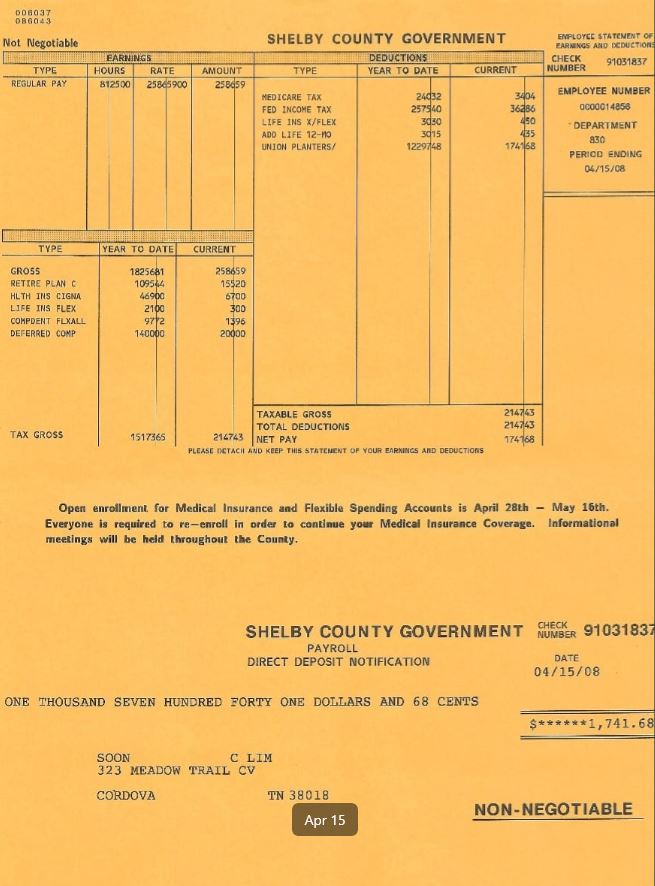 008037
086043
Not Negotiable
SHELBY COUNTY GOVERNMENT
EMPLOYEE STATEMENT OF
EARNINGS AND DEDUCTIONS
EARNINGS
DEDUCTIONS
CHECK
NUMBER 91031837
TYPE HOURS RATE AMOUNT
TYPE YEAR TO DATE CURRENT
REGULAR PAY 812500 25865900 258659
MEDICARE TAX 24032 3404
FED INCOME TAX 257540 36286
LIFE INS X/FLEX 3030 450
ADD LIFE 12-MO 3015 435
UNION PLANTERS/ 1229748 174168
EMPLOYEE NUMBER
0000014856
DEPARTMENT
830
PERIOD ENDING
04/15/08
TYPE YEAR TO DATE CURRENT
GROSS 1825681 258659
RETIRE PLAN C 109544 15520
HLTH INS CIGNA 46900 6700
LIFE INS FLEX 2100 300
COMPDENT FLXALL 9772 1396
DEFERRED COMP 140000 20000
TAX GROSS 1517365 214743
TAXABLE GROSS 214743
TOTAL DEDUCTIONS 214743
NET PAY 174168
PLEASE DETACH AND KEEP THIS STATEMENT OF YOUR EARNINGS AND DEDUCTIONS
Open enrollment for Medical Insurance and Flexible Spending Accounts is April 28th — May 16th.
Everyone is required to re-enroll in order to continue your Medical Insurance Coverage. Informational
meetings will be held throughout the County.
SHELBY COUNTY GOVERNMENT
CHECK
NUMBER 91031837
PAYROLL
DIRECT DEPOSIT NOTIFICATION
DATE
04/15/08
ONE THOUSAND SEVEN HUNDRED FORTY ONE DOLLARS AND 68 CENTS
$******1,741.68
SOON C LIM
323 MEADOW TRAIL CV
CORDOVA TN 38018
Apr 15
NON-NEGOTIABLE